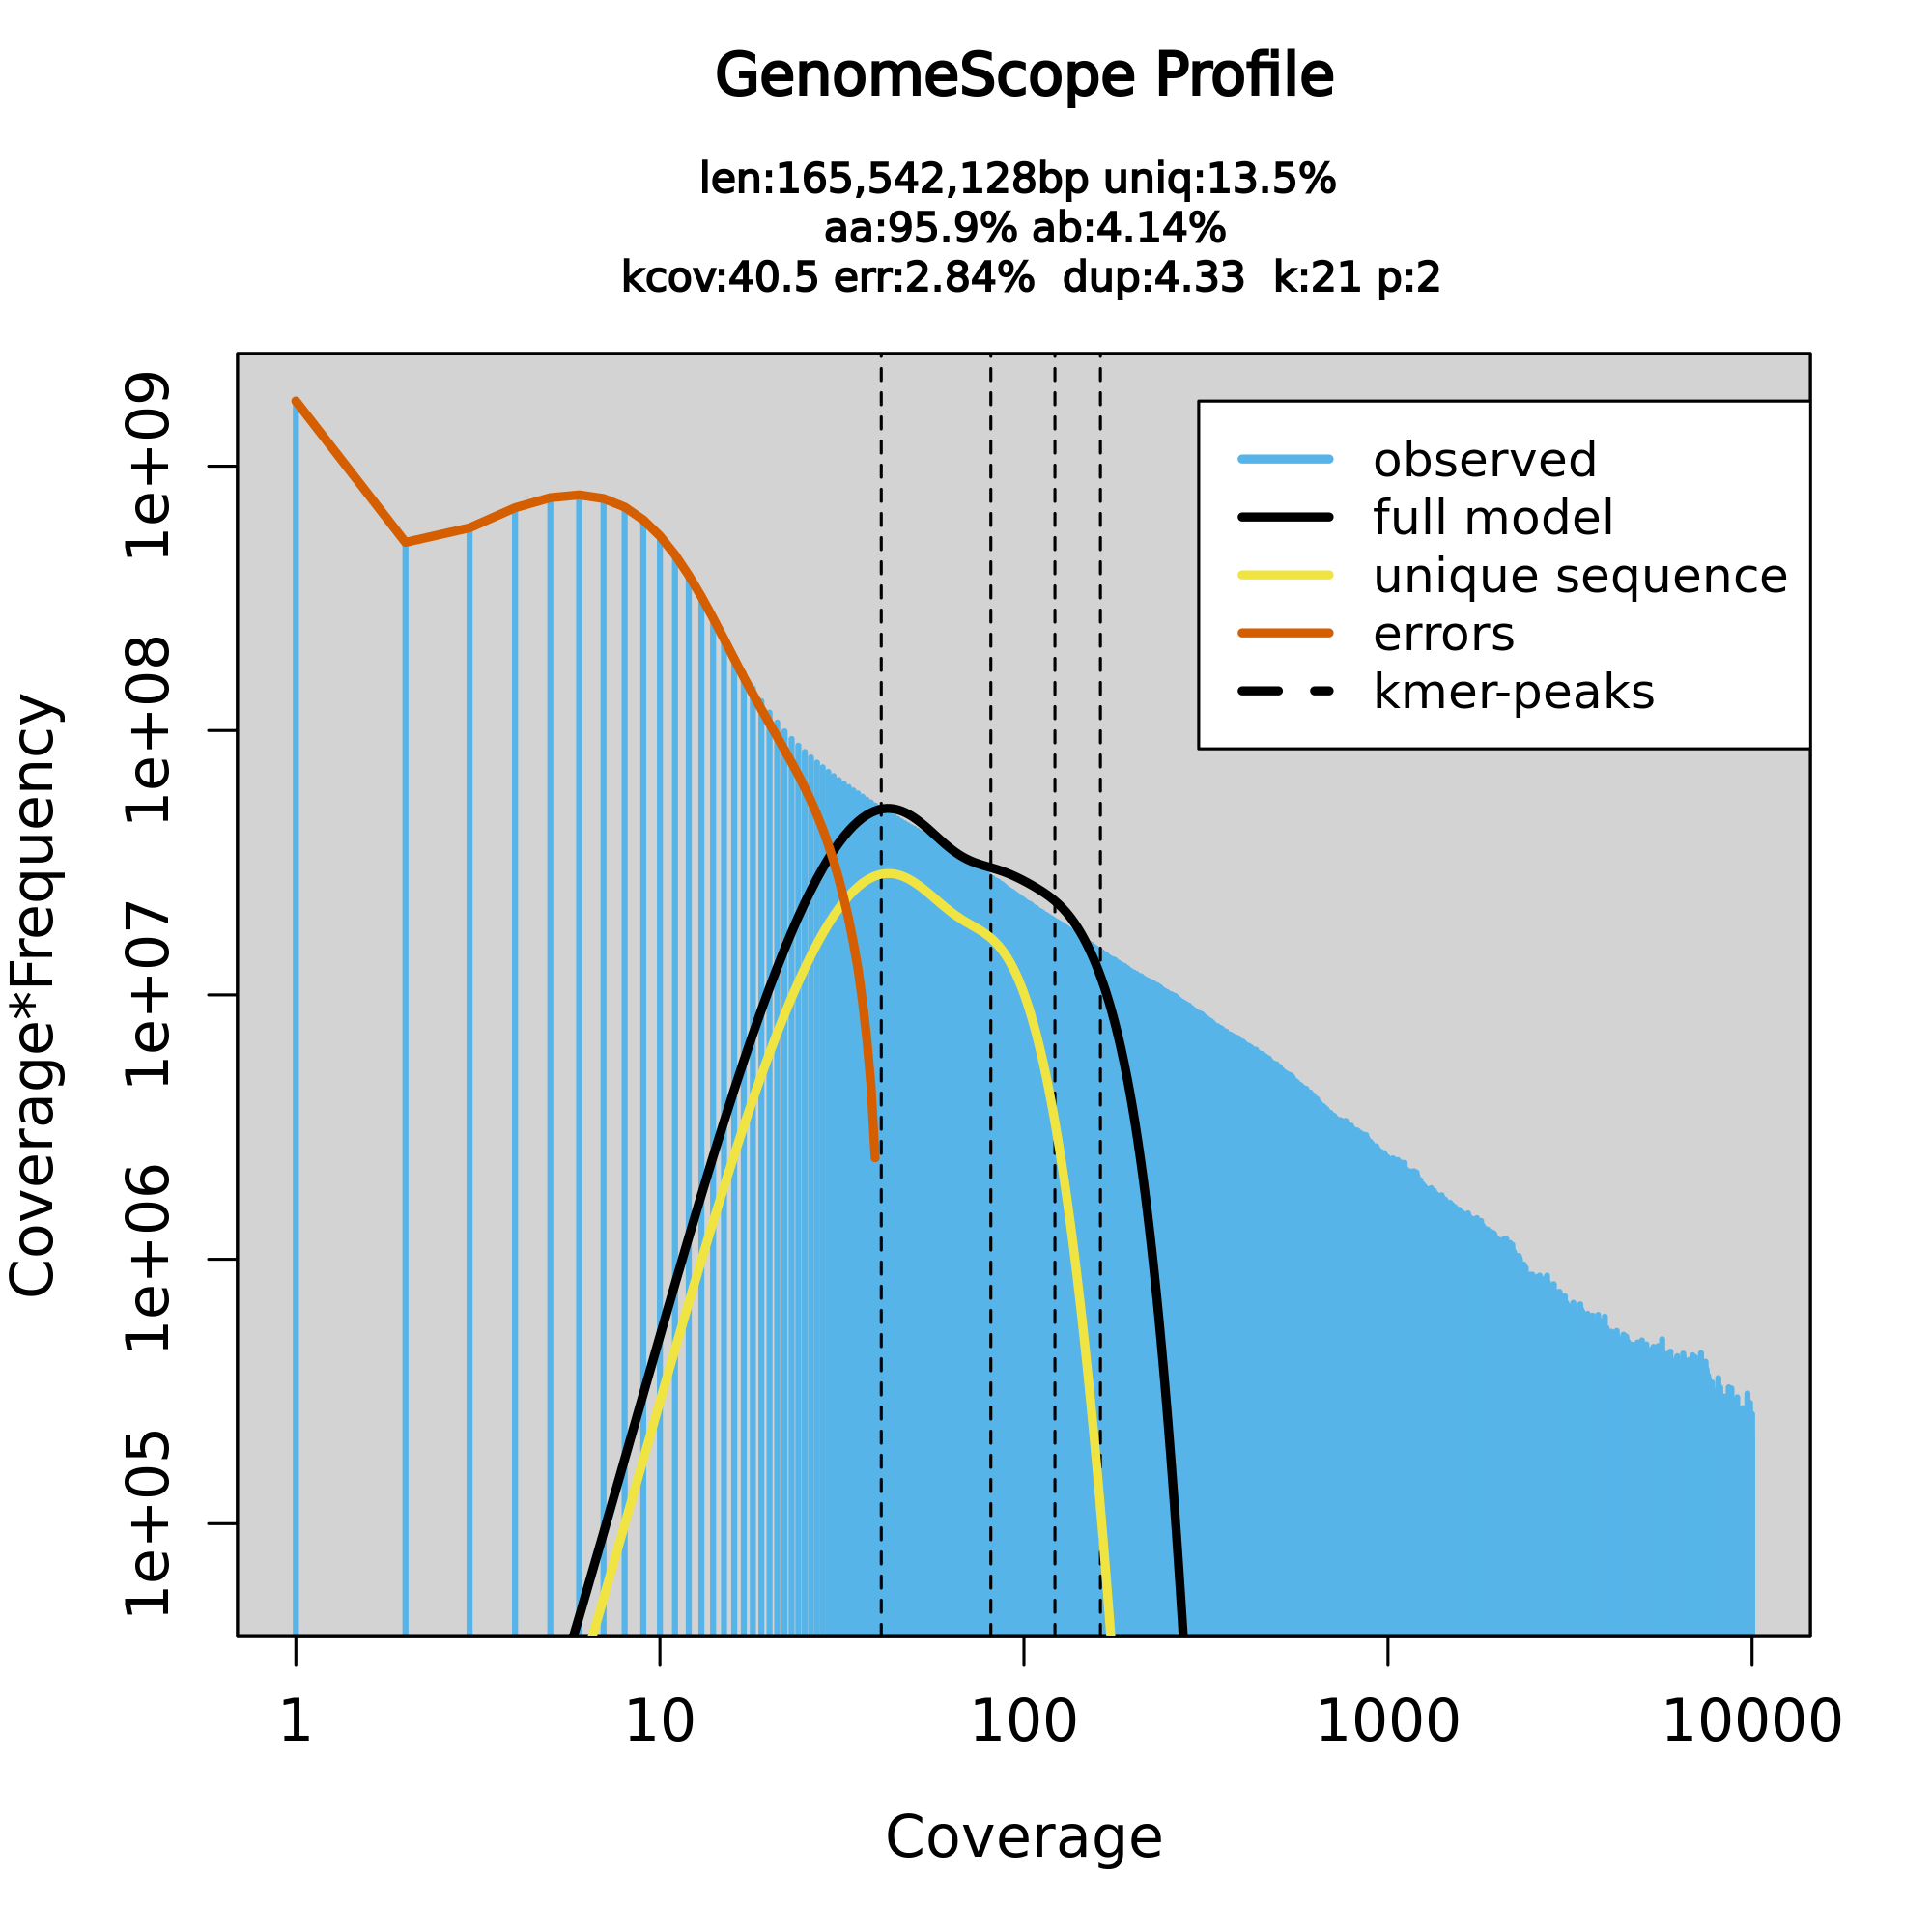 GenomeScope Profile
len:165,542,128bp uniq:13.5%
aa:95.9% ab:4.14%
kcov:40.5 err:2.84% dup:4.33 k:21 p:2
observed
full model
unique sequence
errors
kmer-peaks
Coverage*Frequency
1e+09
1e+08
1e+07
1e+06
1e+05
1 10 100 1000 10000
Coverage